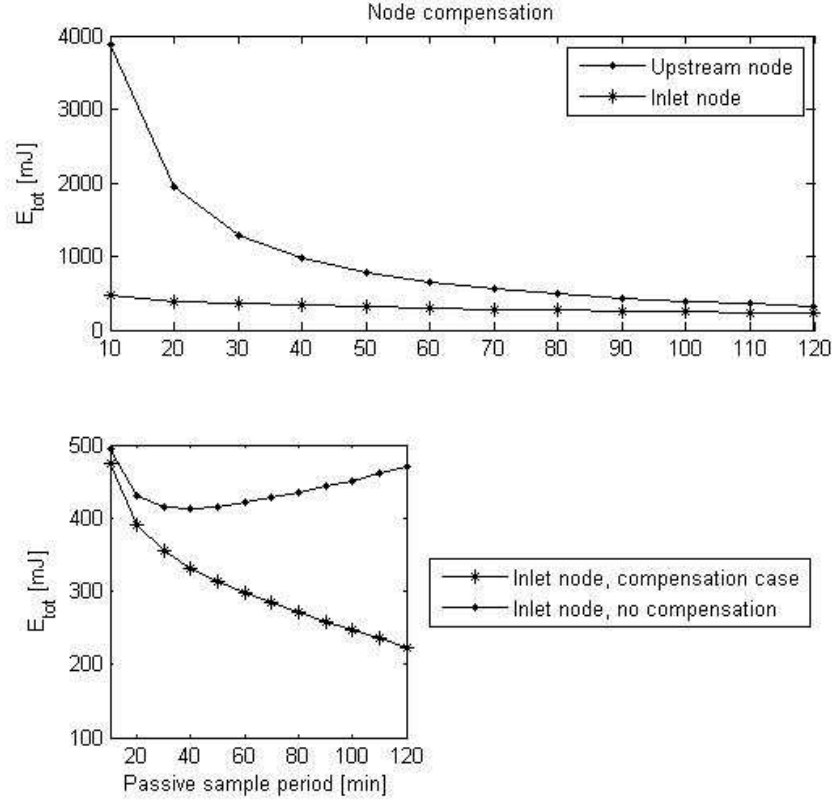 Node compensation
E_tot [mJ]
4000
3000
2000
1000
0
Upstream node
Inlet node
10 20 30 40 50 60 70 80 90 100 110 120
E_tot [mJ]
500
400
300
200
100
20 40 60 80 100 120
Passive sample period [min]
Inlet node, compensation case
Inlet node, no compensation